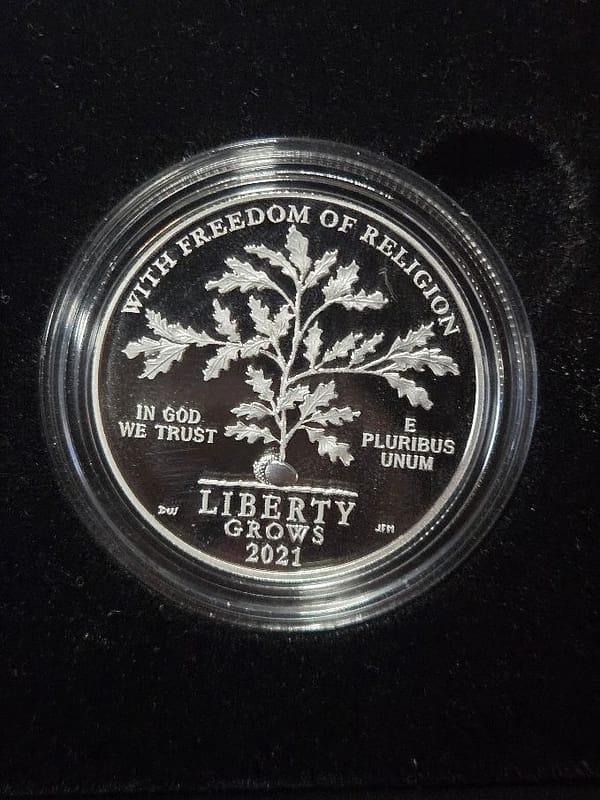 WITH FREEDOM OF RELIGION
IN GOD
WE TRUST
E
PLURIBUS
UNUM
DW
JFM
LIBERTY
GROWS
2021